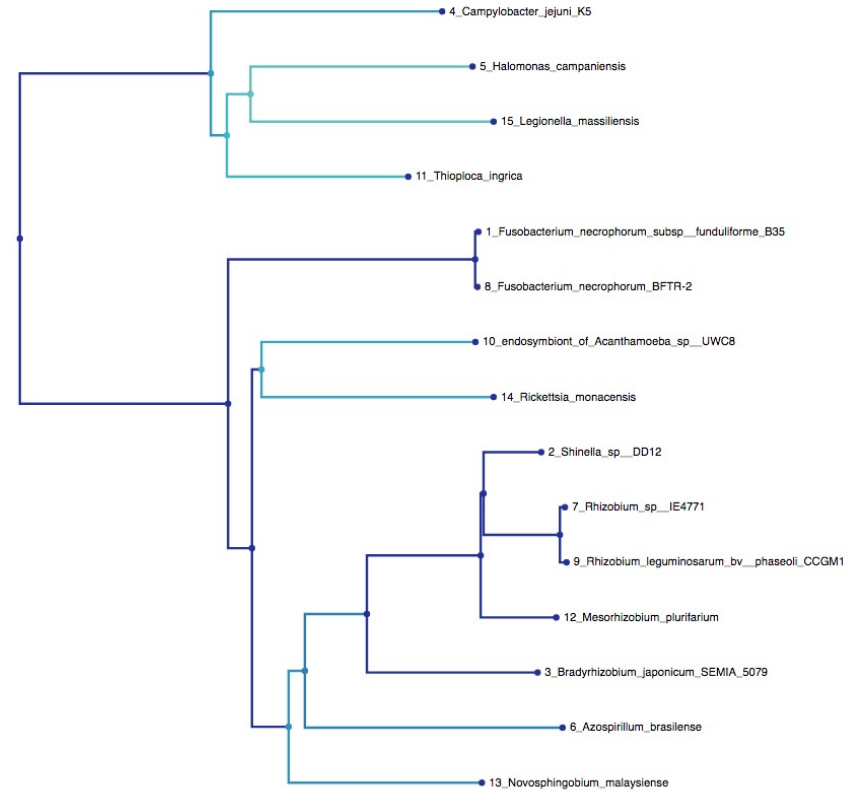 4_Campylobacter_jejuni_K5
5_Halomonas_campaniensis
15_Legionella_massiliensis
11_Thioploca_ingrica
1_Fusobacterium_necrophorum_subsp__funduliforme_B35
8_Fusobacterium_necrophorum_BFTR-2
10_endosymbiont_of_Acanthamoeba_sp__UWC8
14_Rickettsia_monacensis
2_Shinella_sp__DD12
7_Rhizobium_sp__IE4771
9_Rhizobium_leguminosarum_bv__phaseoli_CCGM1
12_Mesorhizobium_plurifarium
3_Bradyrhizobium_japonicum_SEMIA_5079
6_Azospirillum_brasilense
13_Novosphingobium_malaysiense